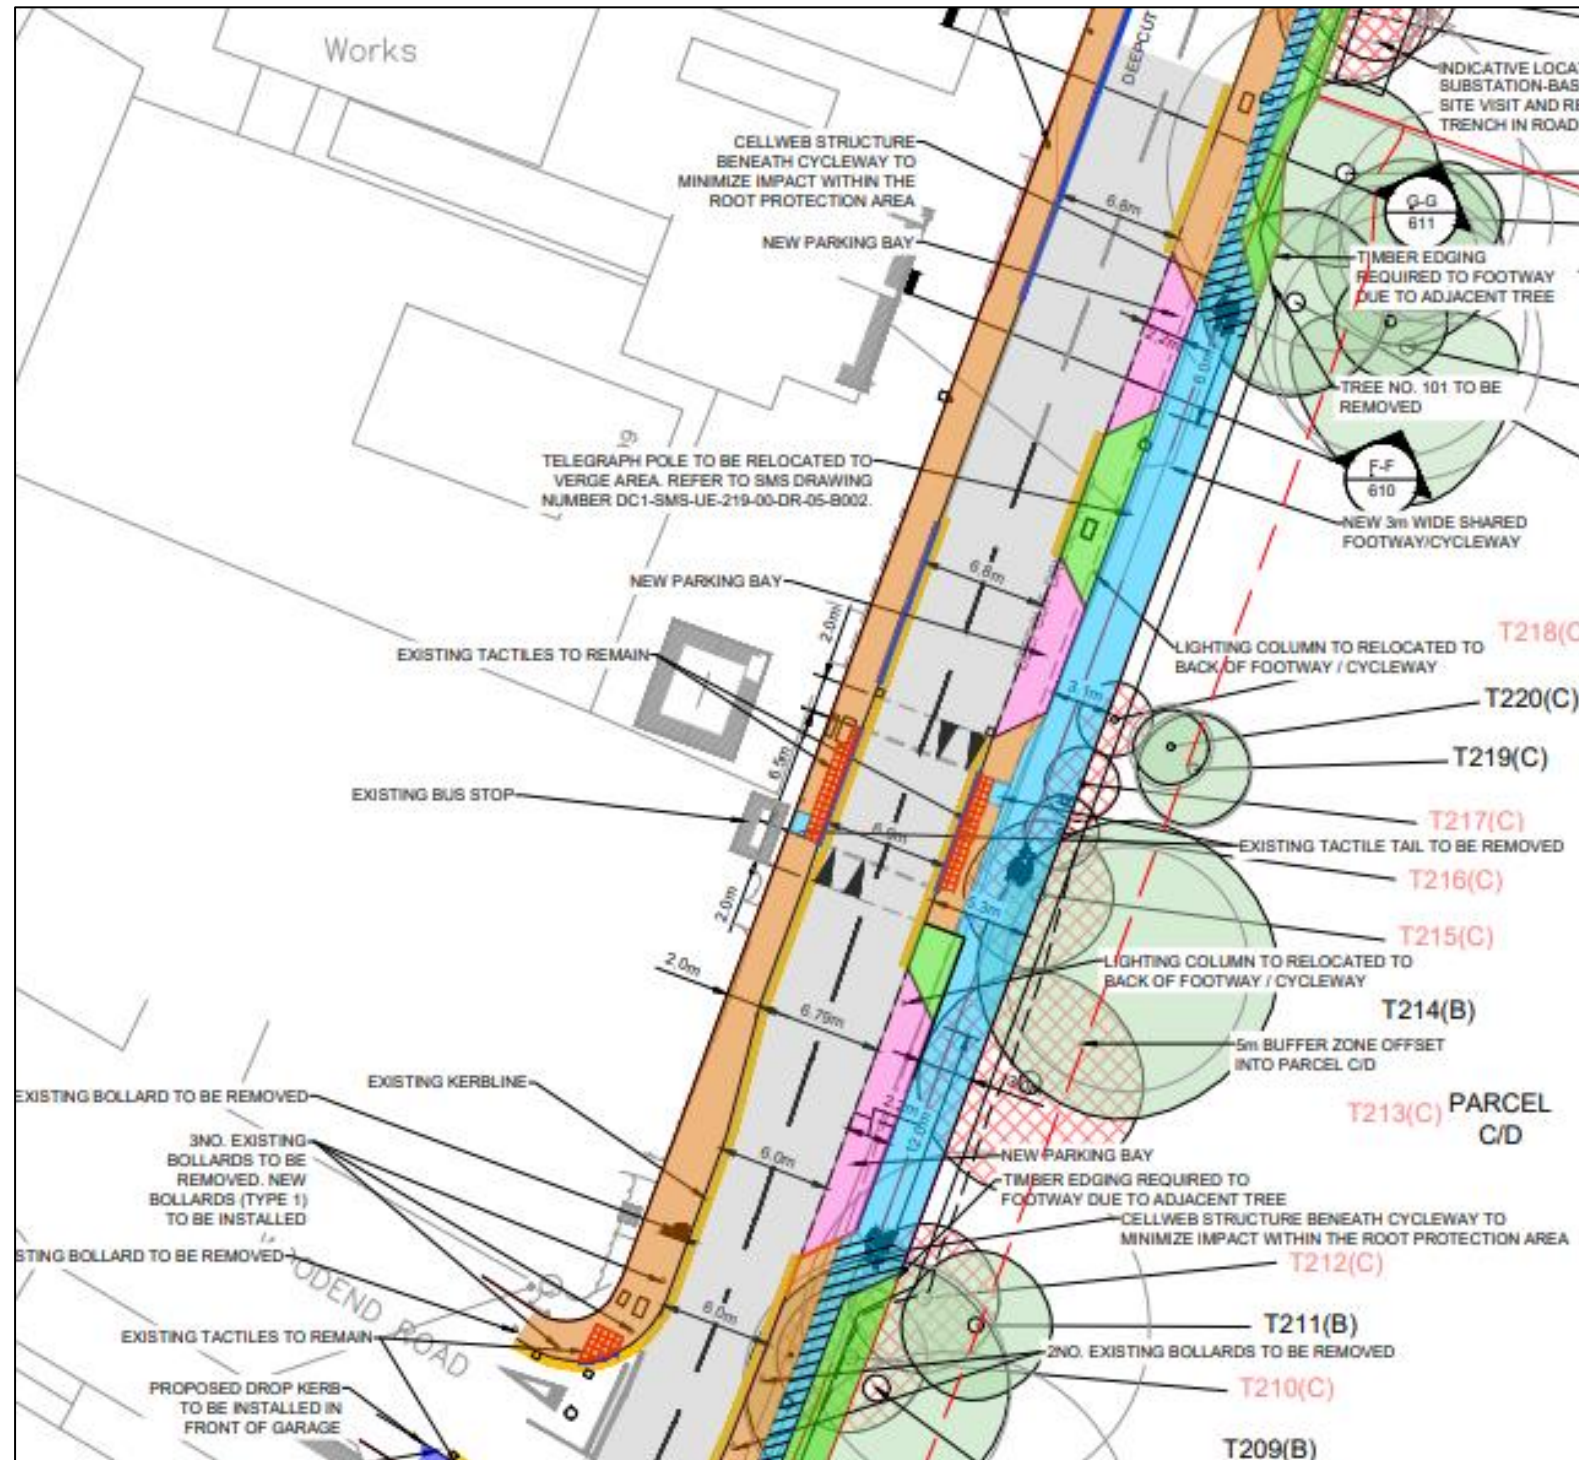 Works
DEEPCUT
INDICATIVE
SUBSTATION-BAS
SITE VISIT AND
TRENCH IN ROAD
CELLWEB STRUCTURE
BENEATH CYCLEWAY TO
MINIMIZE IMPACT WITHIN THE
ROOT PROTECTION AREA
6.8m
G-G
611
NEW PARKING BAY
TIMBER EDGING
REQUIRED TO FOOTWAY
DUE TO ADJACENT TREE
2.2m
6.0m
TREE NO. 101 TO BE
REMOVED
TELEGRAPH POLE TO BE RELOCATED TO
VERGE AREA. REFER TO SMS DRAWING
NUMBER DC1-SMS-UE-219-00-DR-05-B002.
F-F
610
NEW 3m WIDE SHARED
FOOTWAY/CYCLEWAY
6.8m
NEW PARKING BAY
2.0m
EXISTING TACTILES TO REMAIN
LIGHTING COLUMN TO RELOCATED TO
BACK OF FOOTWAY / CYCLEWAY
T218(C
3.1m
T220(C)
T219(C)
6.5m
EXISTING BUS STOP
6.9m
T217(C)
EXISTING TACTILE TAIL TO BE REMOVED
T216(C)
2.0m
5.3m
T215(C)
2.0m
LIGHTING COLUMN TO RELOCATED TO
BACK OF FOOTWAY / CYCLEWAY
T214(B)
6.79m
5m BUFFER ZONE OFFSET
INTO PARCEL C/D
EXISTING KERBLINE
EXISTING BOLLARD TO BE REMOVED
T213(C)
PARCEL
C/D
3NO. EXISTING
BOLLARDS TO BE
REMOVED. NEW
BOLLARDS (TYPE 1)
TO BE INSTALLED
12.0m
6.0m
NEW PARKING BAY
TIMBER EDGING REQUIRED TO
FOOTWAY DUE TO ADJACENT TREE
CELLWEB STRUCTURE BENEATH CYCLEWAY TO
MINIMIZE IMPACT WITHIN THE ROOT PROTECTION AREA
STING BOLLARD TO BE REMOVED
T212(C)
ODEND ROAD
6.0m
T211(B)
EXISTING TACTILES TO REMAIN
2NO. EXISTING BOLLARDS TO BE REMOVED
T210(C)
PROPOSED DROP KERB
TO BE INSTALLED IN
FRONT OF GARAGE
T209(B)